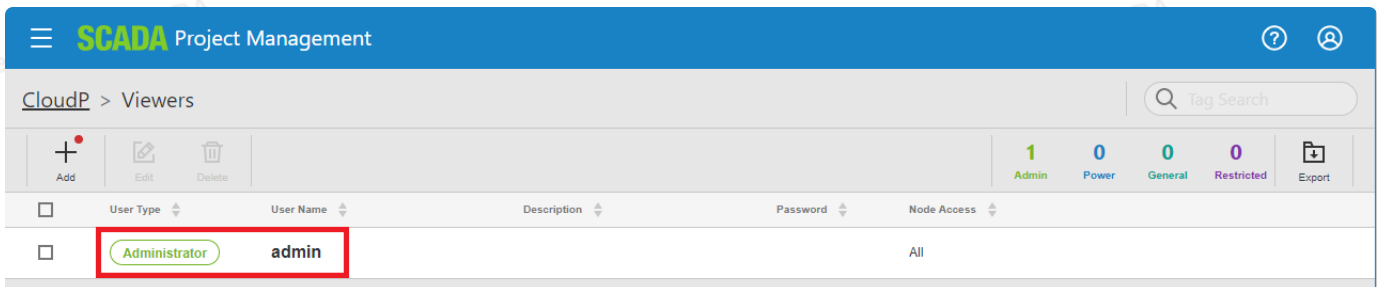 SCADA Project Management
CloudP > Viewers
Tag Search
Add
Edit
Delete
1
Admin
0
Power
0
General
0
Restricted
Export
User Type
User Name
Description
Password
Node Access
Administrator
admin
All